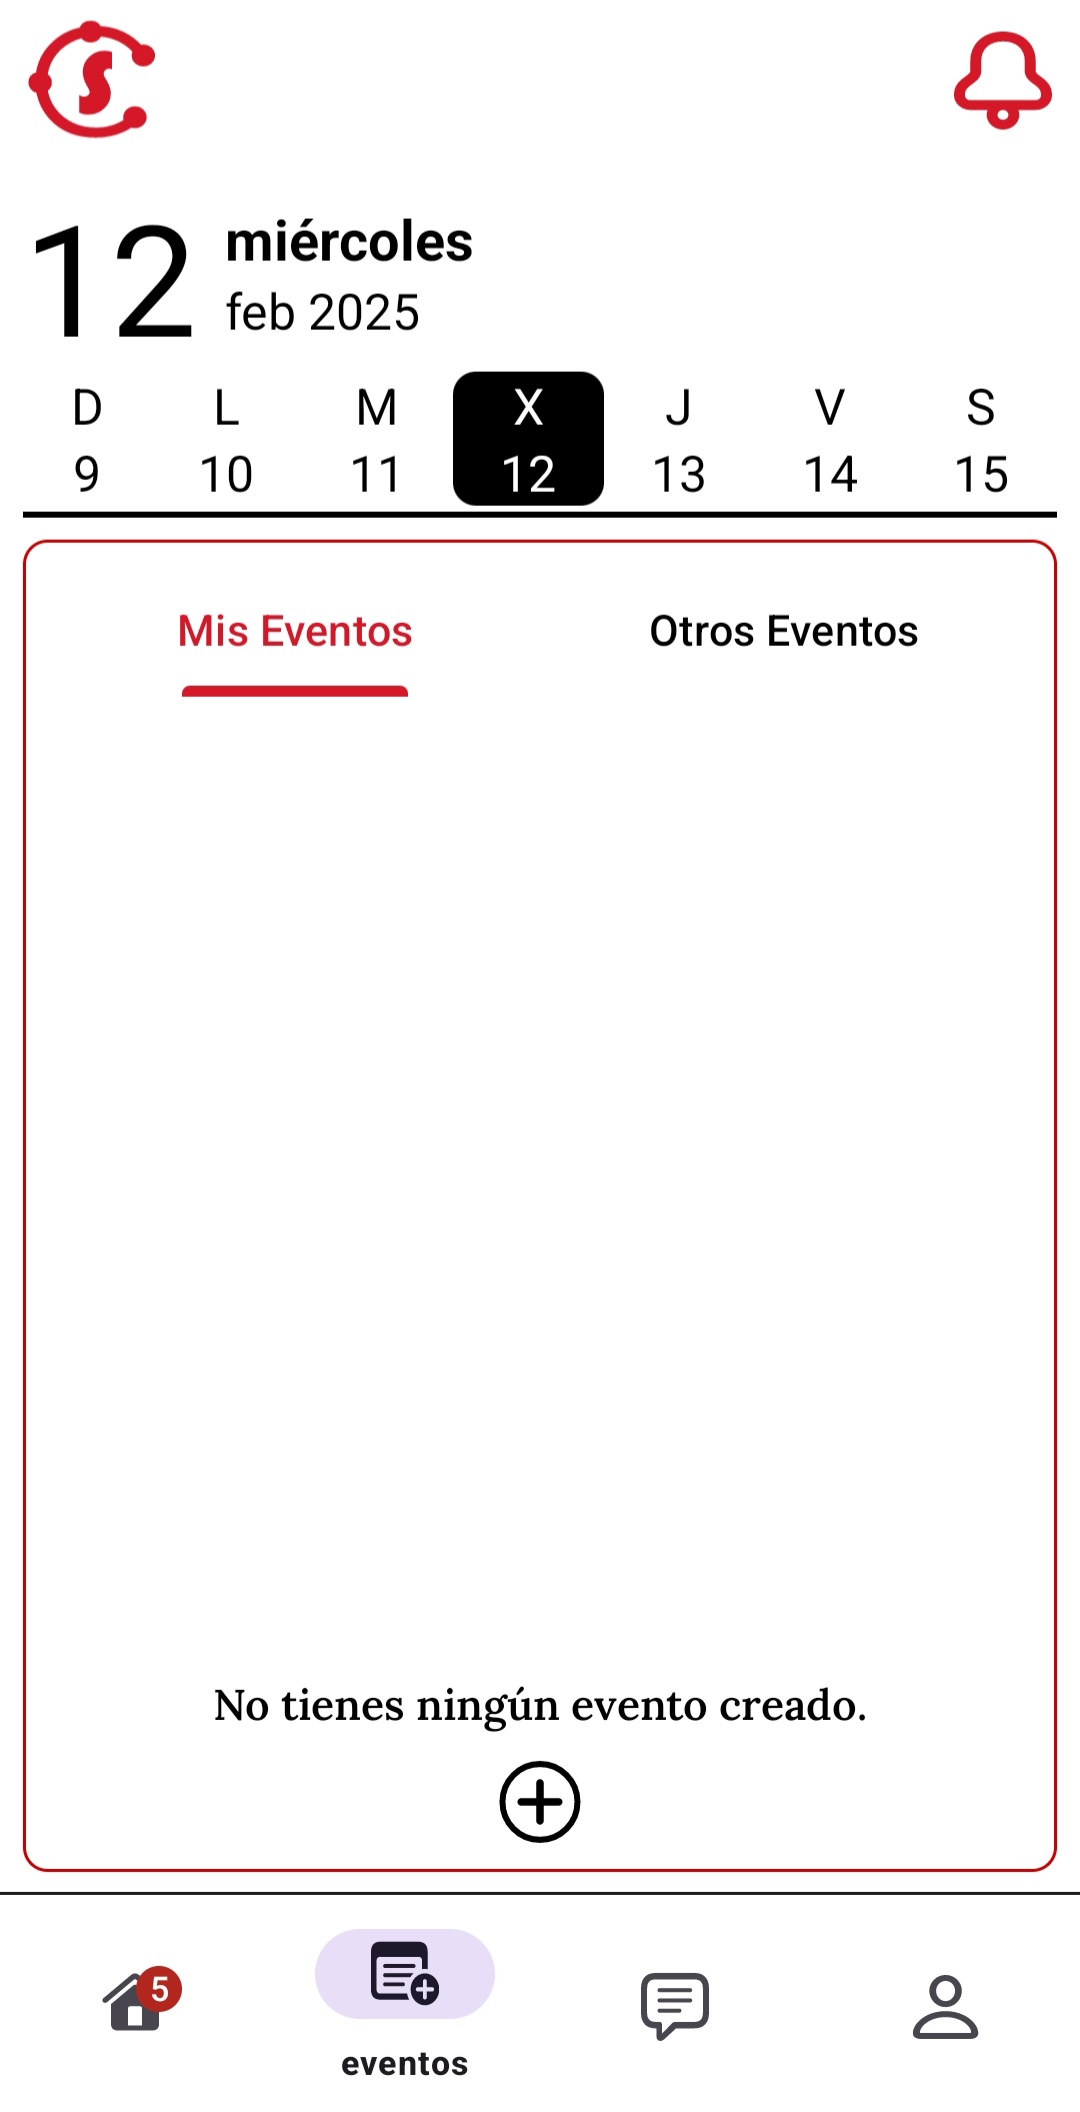 S
12
miércoles
feb 2025
D L M X J V S
9 10 11 12 13 14 15
Mis Eventos Otros Eventos
No tienes ningún evento creado.
5
eventos